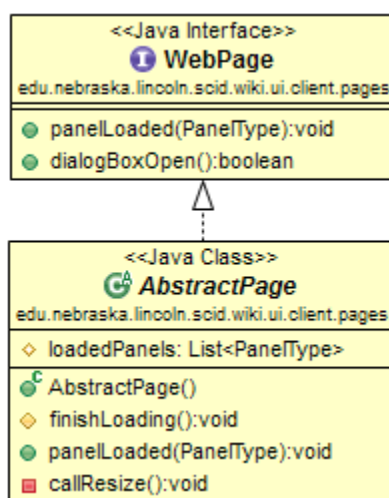 <<Java Interface>>
I WebPage
edu.nebraska.lincoln.scid.wiki.ui.client.pages
panelLoaded(PanelType):void
dialogBoxOpen():boolean
<<Java Class>>
C A AbstractPage
edu.nebraska.lincoln.scid.wiki.ui.client.pages
loadedPanels: List<PanelType>
C AbstractPage()
finishLoading():void
panelLoaded(PanelType):void
callResize():void